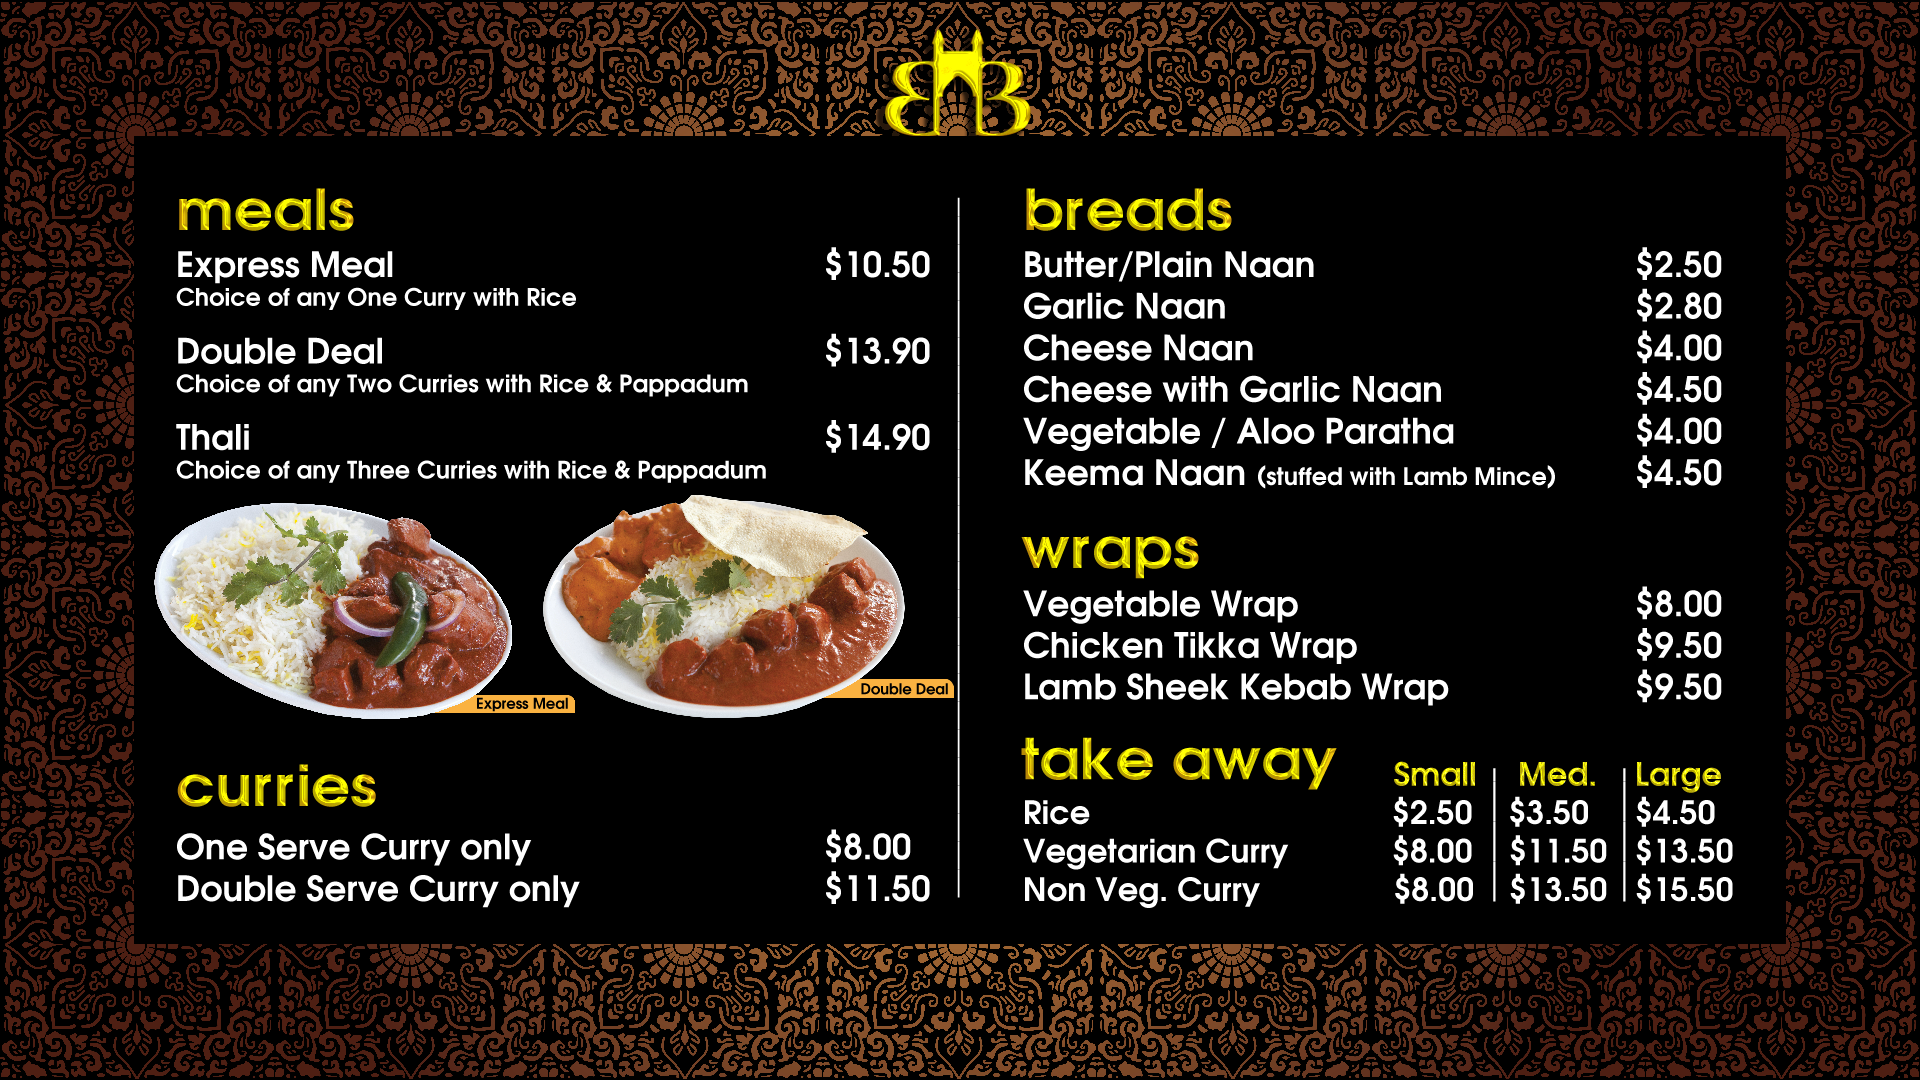 meals
Express Meal $10.50
Choice of any One Curry with Rice
Double Deal $13.90
Choice of any Two Curries with Rice & Pappadum
Thali $14.90
Choice of any Three Curries with Rice & Pappadum
Express Meal
Double Deal
curries
One Serve Curry only $8.00
Double Serve Curry only $11.50
breads
Butter/Plain Naan $2.50
Garlic Naan $2.80
Cheese Naan $4.00
Cheese with Garlic Naan $4.50
Vegetable / Aloo Paratha $4.00
Keema Naan (stuffed with Lamb Mince) $4.50
wraps
Vegetable Wrap $8.00
Chicken Tikka Wrap $9.50
Lamb Sheek Kebab Wrap $9.50
take away Small Med. Large
Rice $2.50 $3.50 $4.50
Vegetarian Curry $8.00 $11.50 $13.50
Non Veg. Curry $8.00 $13.50 $15.50